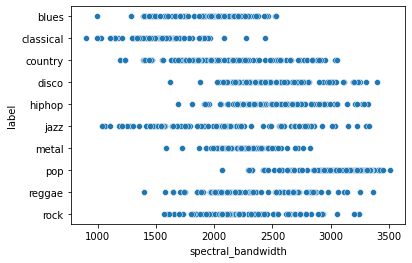 blues
classical
country
disco
hiphop
jazz
metal
pop
reggae
rock
label
1000 1500 2000 2500 3000 3500
spectral_bandwidth